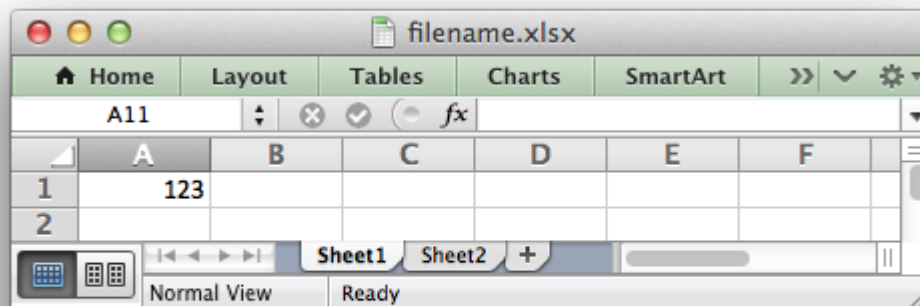 filename.xlsx
Home Layout Tables Charts SmartArt
A11 fx
A B C D E F
1 123
2
Sheet1 Sheet2 +
Normal View Ready